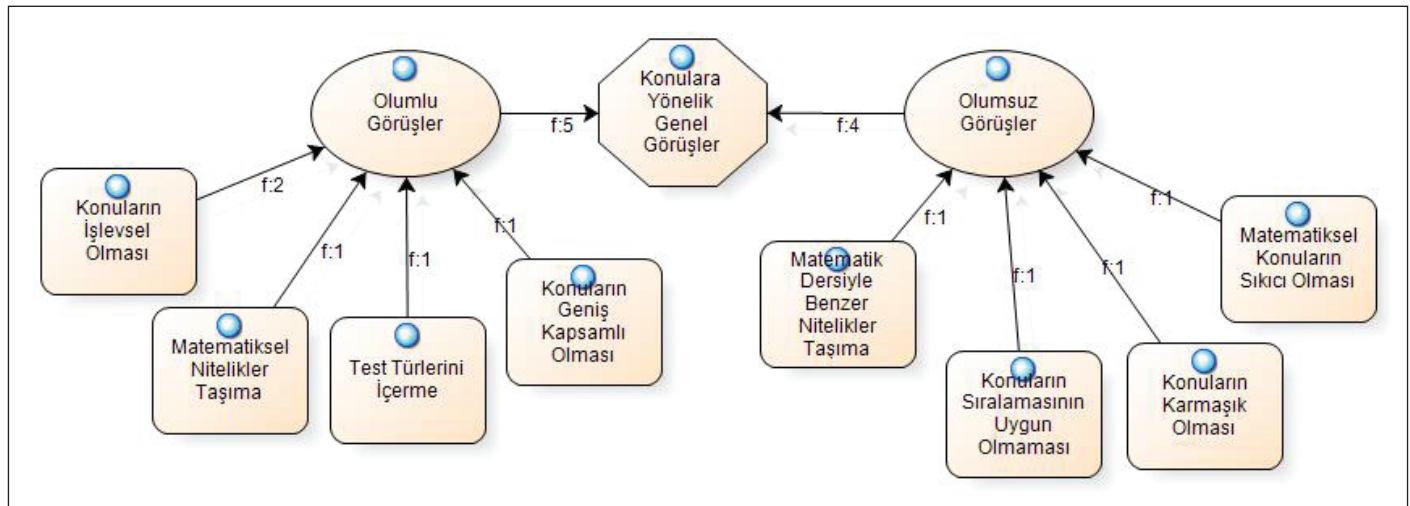 Olumlu
Görüşler
f:5
Konulara
Yönelik
Genel
Görüşler
f:4
Olumsuz
Görüşler
f:2
Konuların
İşlevsel
Olması
f:1
Matematiksel
Nitelikler
Taşıma
f:1
Test Türlerini
İçerme
f:1
Konuların
Geniş
Kapsamlı
Olması
f:1
Matematik
Dersiyle
Benzer
Nitelikler
Taşıma
f:1
Konuların
Sıralamasının
Uygun
Olmaması
f:1
Konuların
Karmaşık
Olması
f:1
Matematiksel
Konuların
Sıkıcı Olması